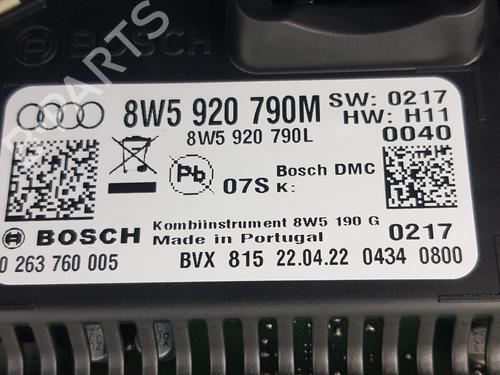 BOSCH
8W5 920 790M SW: 0217
8W5 920 790L HW: H11
0040
Pb 07S Bosch DMC
K:
Kombiinstrument 8W5 190 G
BOSCH Made in Portugal 0217
0 263 760 005 BVX 815 22.04.22 0434 0800